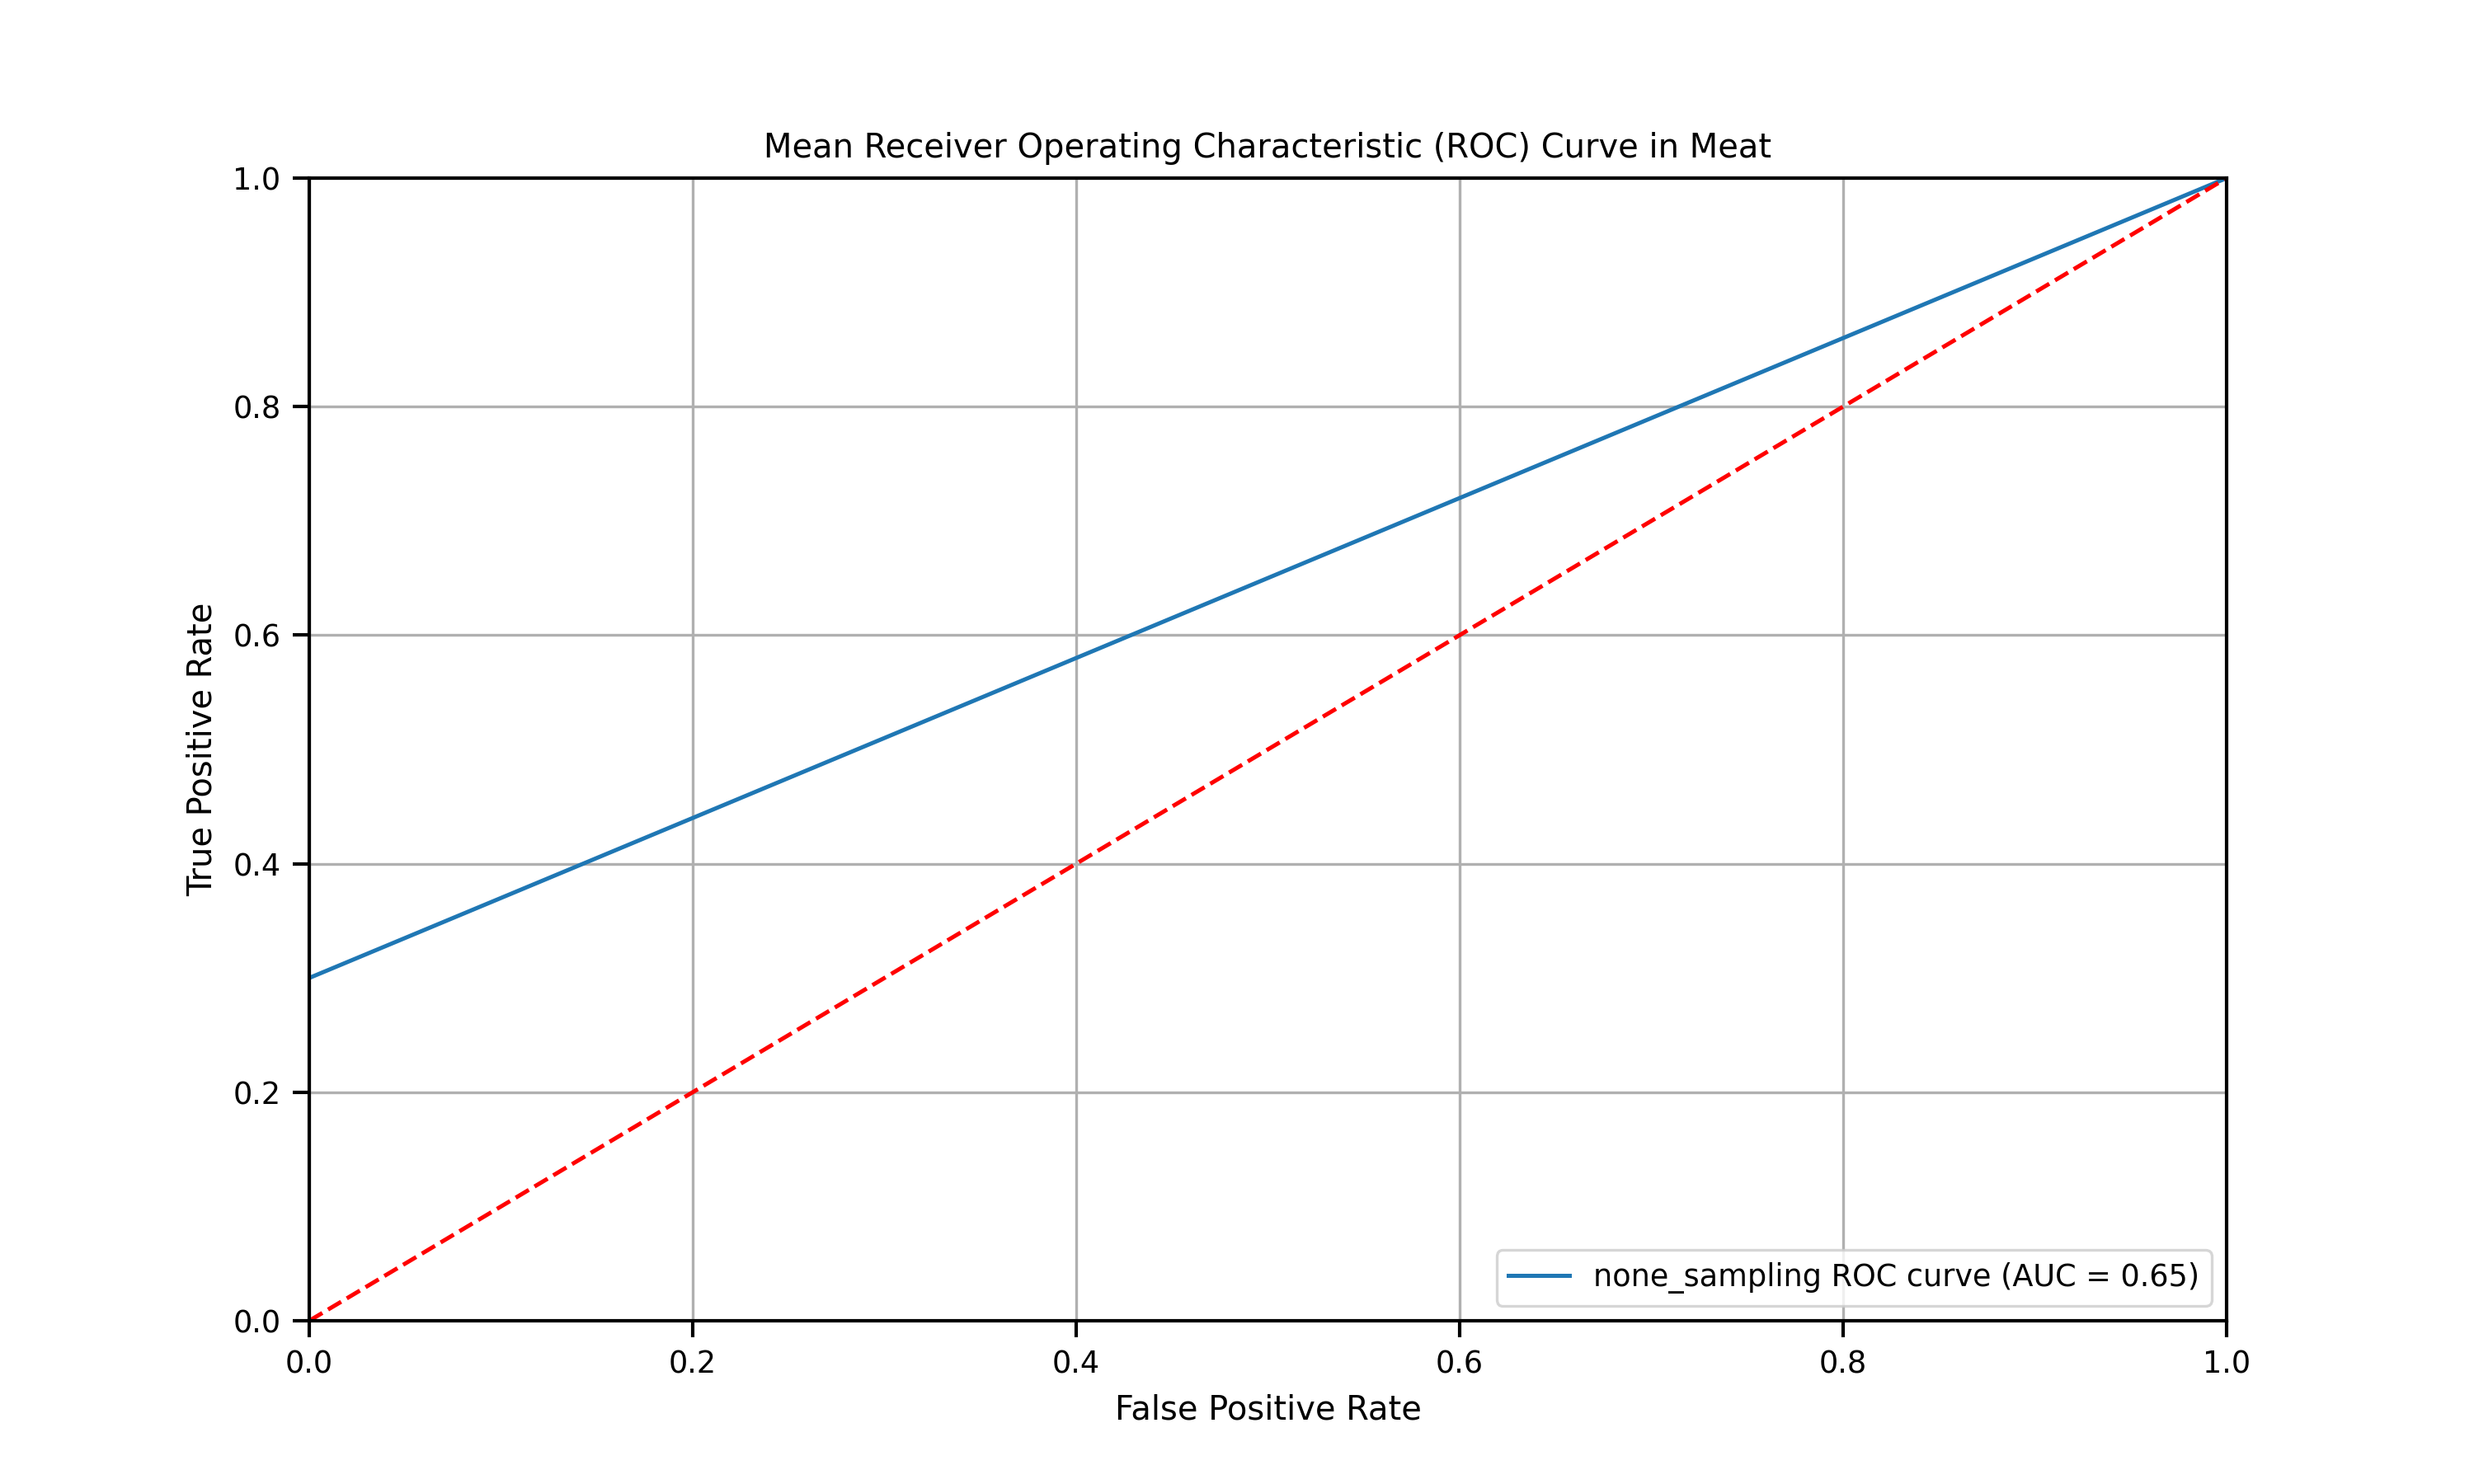 Mean Receiver Operating Characteristic (ROC) Curve in Meat
1.0
0.8
0.6
0.4
0.2
0.0
True Positive Rate
0.0 0.2 0.4 0.6 0.8 1.0
False Positive Rate
none_sampling ROC curve (AUC = 0.65)